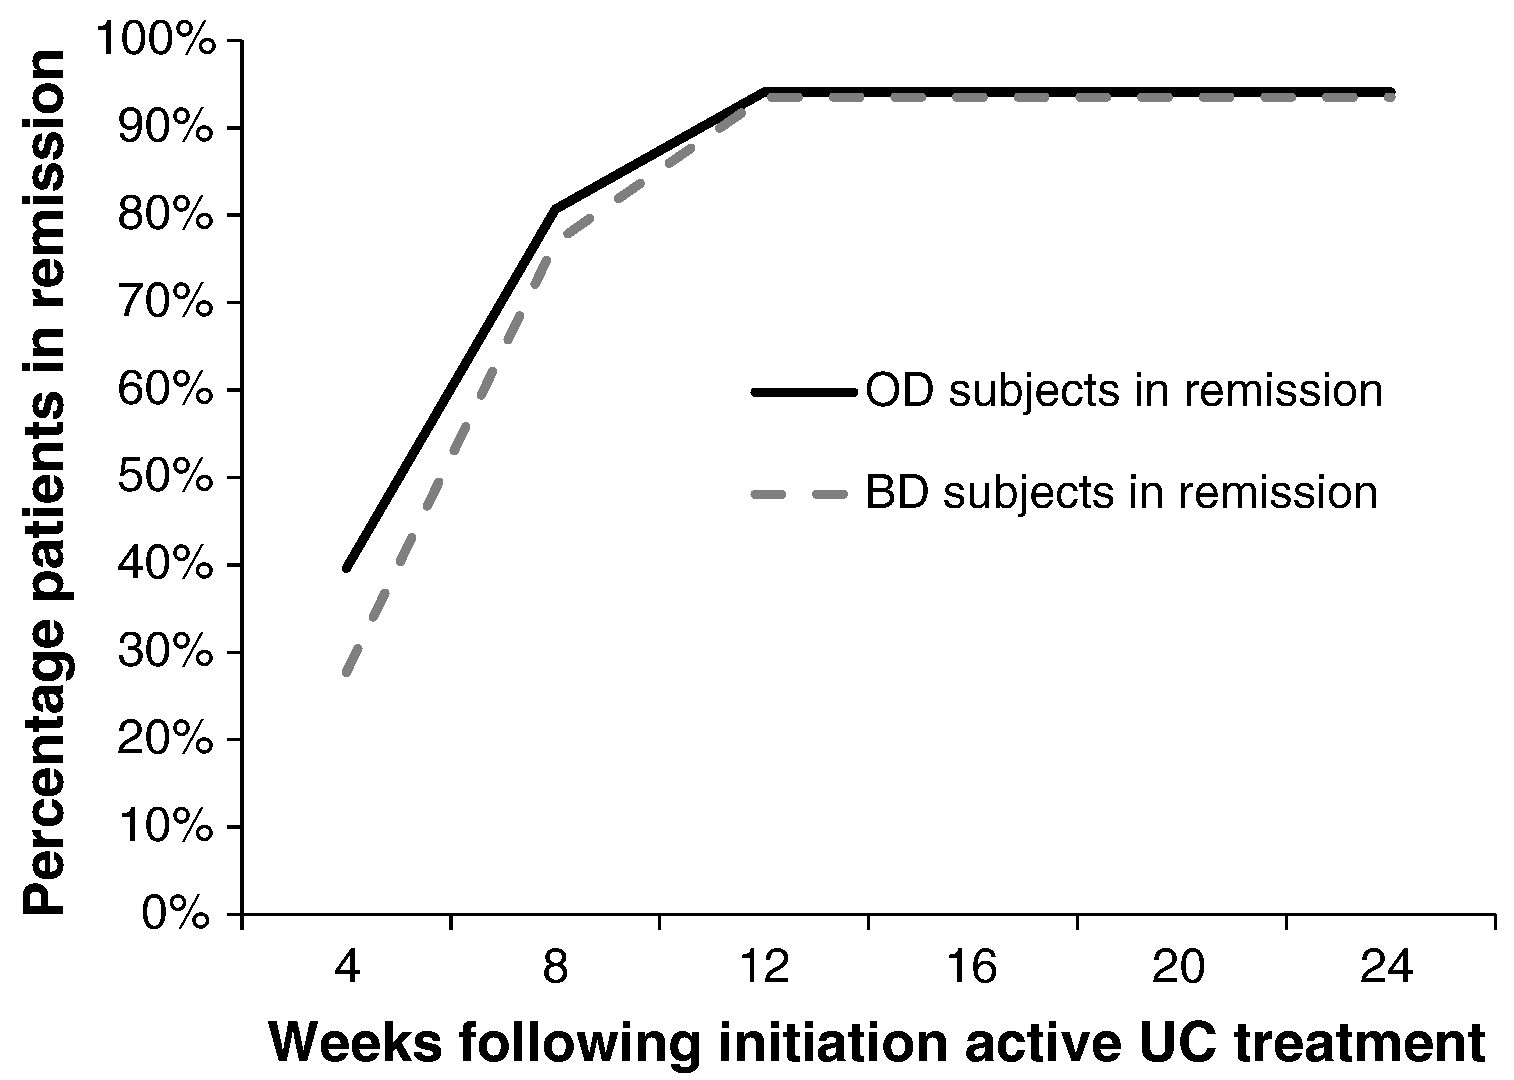 Percentage patients in remission
100%
90%
80%
70%
60%
50%
40%
30%
20%
10%
0%
OD subjects in remission
BD subjects in remission
4 8 12 16 20 24
Weeks following initiation active UC treatment